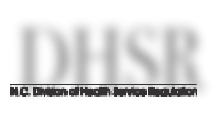 DHSR
N.C. Division of Health Service Regulation